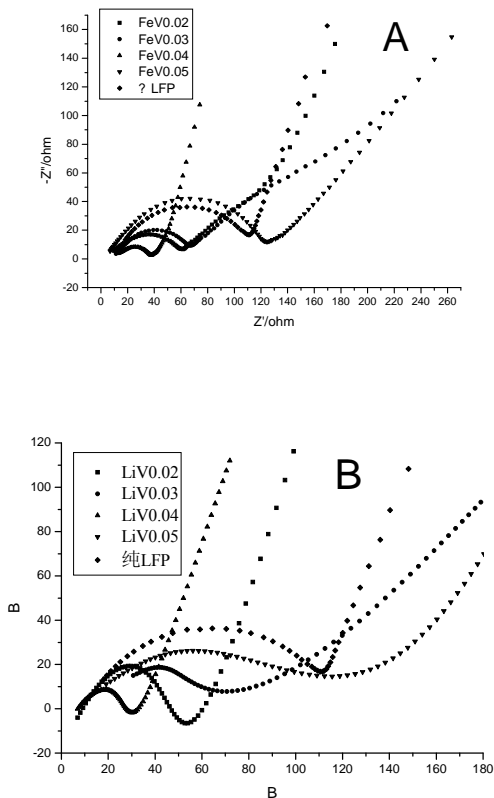 FeV0.02
FeV0.03
FeV0.04
FeV0.05
? LFP
A
160
140
120
100
80
60
40
20
0
-20
-Z''/ohm
0 20 40 60 80 100 120 140 160 180 200 220 240 260
Z'/ohm
LiV0.02
LiV0.03
LiV0.04
LiV0.05
纯LFP
B
120
100
80
60
40
20
0
-20
B
0 20 40 60 80 100 120 140 160 180
B